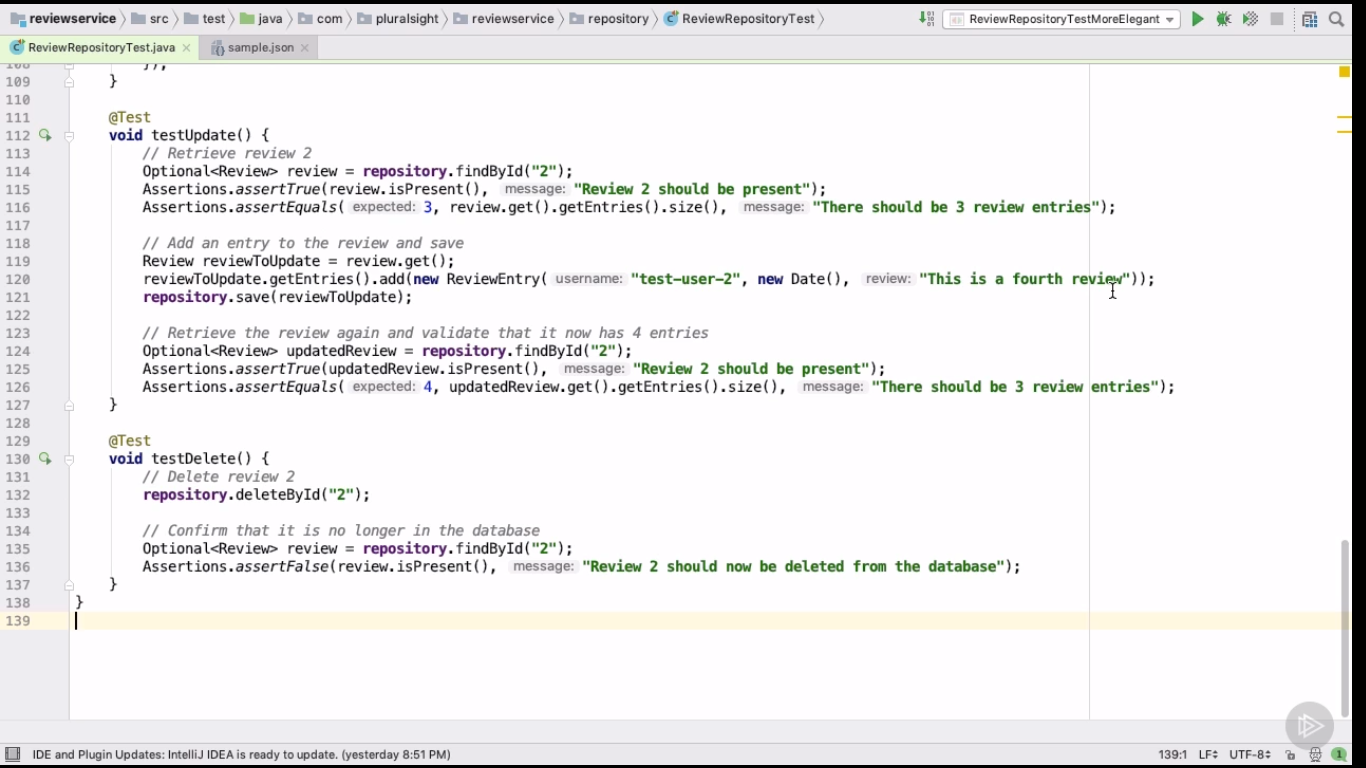 reviewservice src test java com pluralsight reviewservice repository ReviewRepositoryTest ReviewRepositoryTestMoreElegant
ReviewRepositoryTest.java sample.json
108 });
109 }
110
111 @Test
112 void testUpdate() {
113 // Retrieve review 2
114 Optional<Review> review = repository.findById("2");
115 Assertions.assertTrue(review.isPresent(), message: "Review 2 should be present");
116 Assertions.assertEquals( expected: 3, review.get().getEntries().size(), message: "There should be 3 review entries");
117
118 // Add an entry to the review and save
119 Review reviewToUpdate = review.get();
120 reviewToUpdate.getEntries().add(new ReviewEntry( username: "test-user-2", new Date(), review: "This is a fourth review"));
121 repository.save(reviewToUpdate);
122
123 // Retrieve the review again and validate that it now has 4 entries
124 Optional<Review> updatedReview = repository.findById("2");
125 Assertions.assertTrue(updatedReview.isPresent(), message: "Review 2 should be present");
126 Assertions.assertEquals( expected: 4, updatedReview.get().getEntries().size(), message: "There should be 3 review entries");
127 }
128
129 @Test
130 void testDelete() {
131 // Delete review 2
132 repository.deleteById("2");
133
134 // Confirm that it is no longer in the database
135 Optional<Review> review = repository.findById("2");
136 Assertions.assertFalse(review.isPresent(), message: "Review 2 should now be deleted from the database");
137 }
138 }
139
IDE and Plugin Updates: IntelliJ IDEA is ready to update. (yesterday 8:51 PM) 139:1 LF UTF-8 1